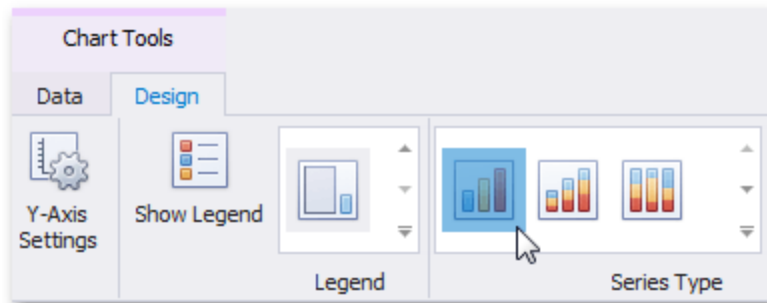 Chart Tools
Data Design
Y-Axis
Settings
Show Legend
Legend
Series Type